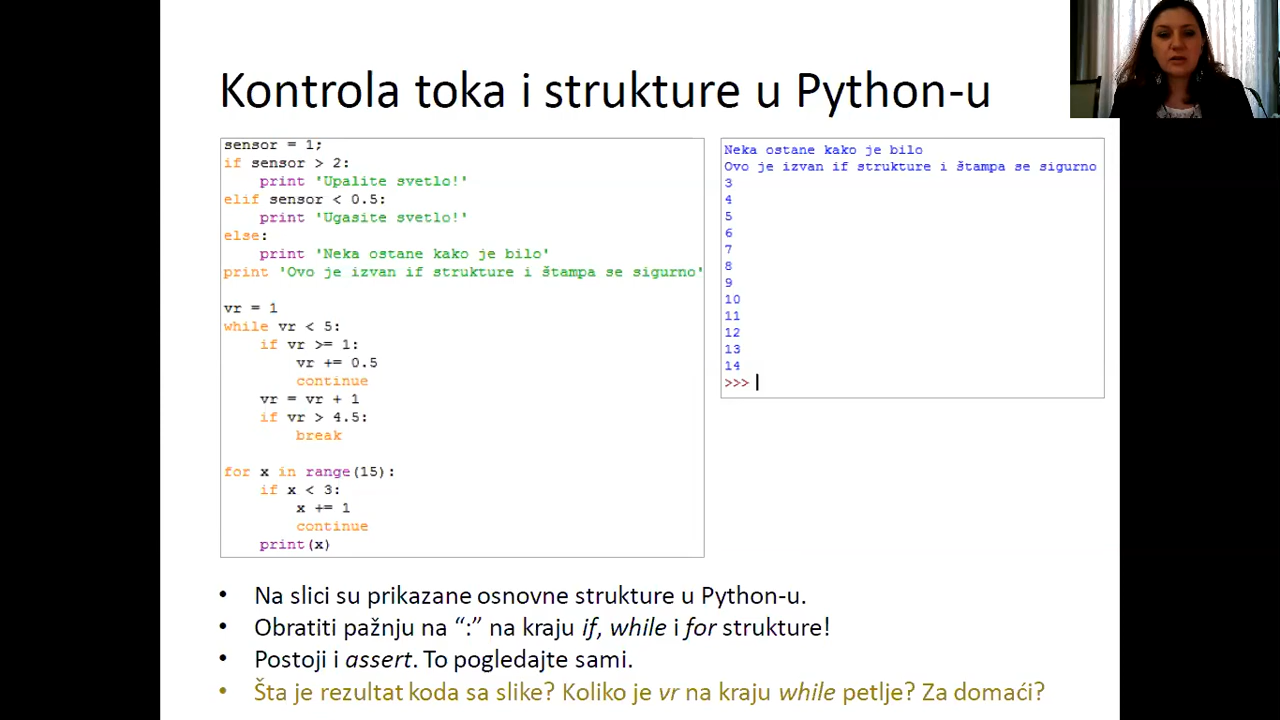 Kontrola toka i strukture u Python-u
sensor = 1;
if sensor > 2:
    print 'Upalite svetlo!'
elif sensor < 0.5:
    print 'Ugasite svetlo!'
else:
    print 'Neka ostane kako je bilo'
print 'Ovo je izvan if strukture i štampa se sigurno'
vr = 1
while vr < 5:
    if vr >= 1:
        vr += 0.5
        continue
    vr = vr + 1
    if vr > 4.5:
        break
for x in range(15):
    if x < 3:
        x += 1
        continue
    print(x)
Neka ostane kako je bilo
Ovo je izvan if strukture i štampa se sigurno
3
4
5
6
7
8
9
10
11
12
13
14
>>>
• Na slici su prikazane osnovne strukture u Python-u.
• Obratiti pažnju na “:” na kraju if, while i for strukture!
• Postoji i assert. To pogledajte sami.
• Šta je rezultat koda sa slike? Koliko je vr na kraju while petlje? Za domaći?